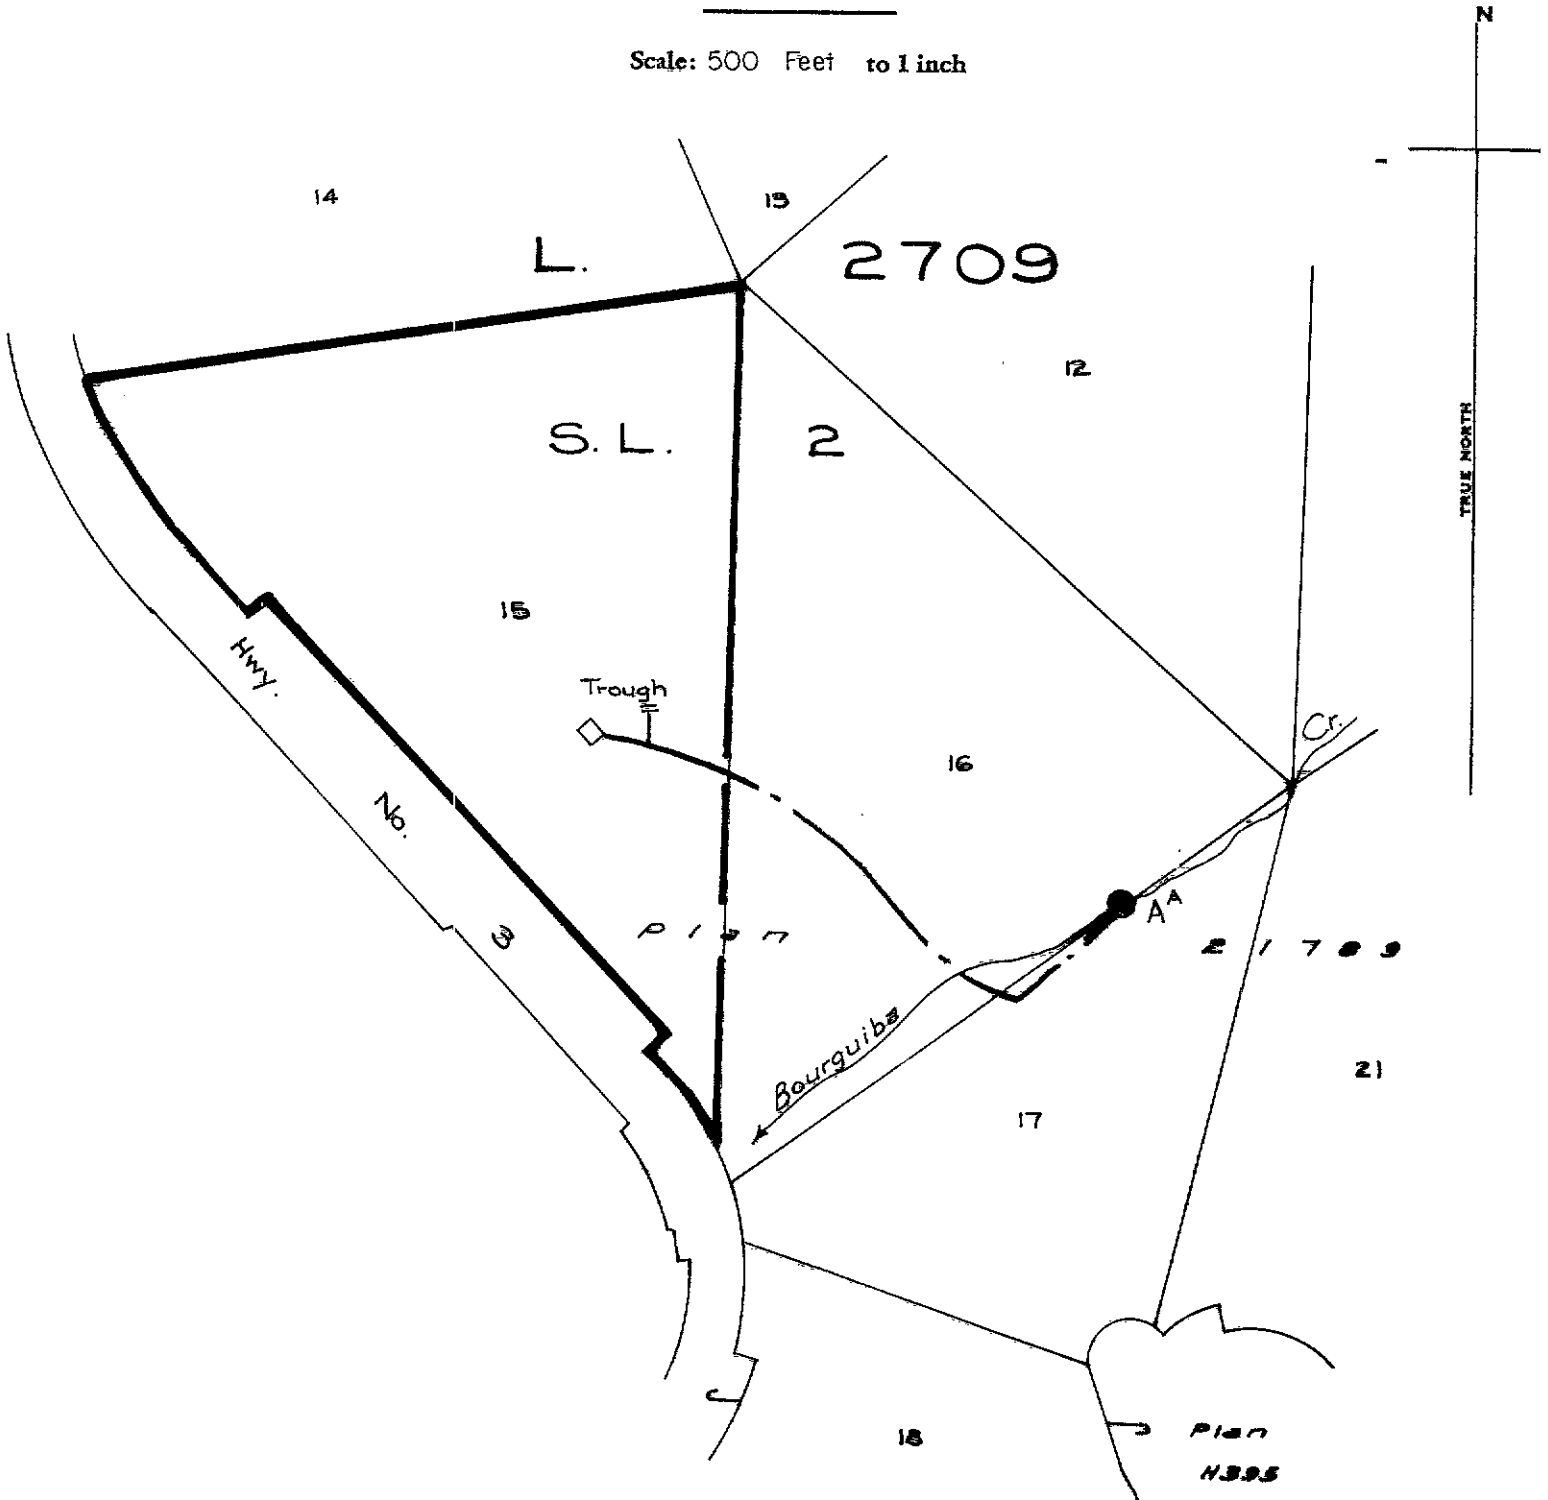 N
Scale: 500 Feet to 1 inch
14
13
L. 2709
12
TRUE NORTH
S. L. 2
15
Hwy. No. 3
Trough
16
Cr.
A A
Plan 21789
Bourguiba
21
17
18
Plan
H395